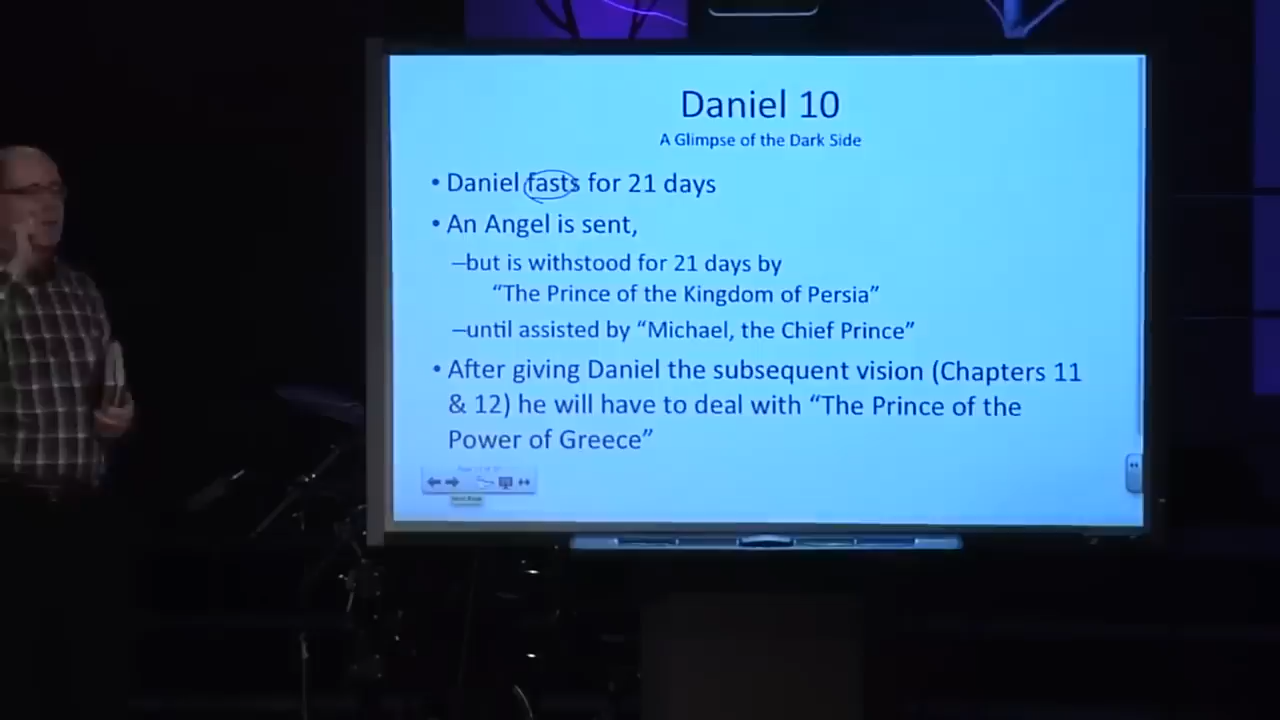 Daniel 10
A Glimpse of the Dark Side
• Daniel fasts for 21 days
• An Angel is sent,
–but is withstood for 21 days by
“The Prince of the Kingdom of Persia”
–until assisted by “Michael, the Chief Prince”
• After giving Daniel the subsequent vision (Chapters 11
& 12) he will have to deal with “The Prince of the
Power of Greece”